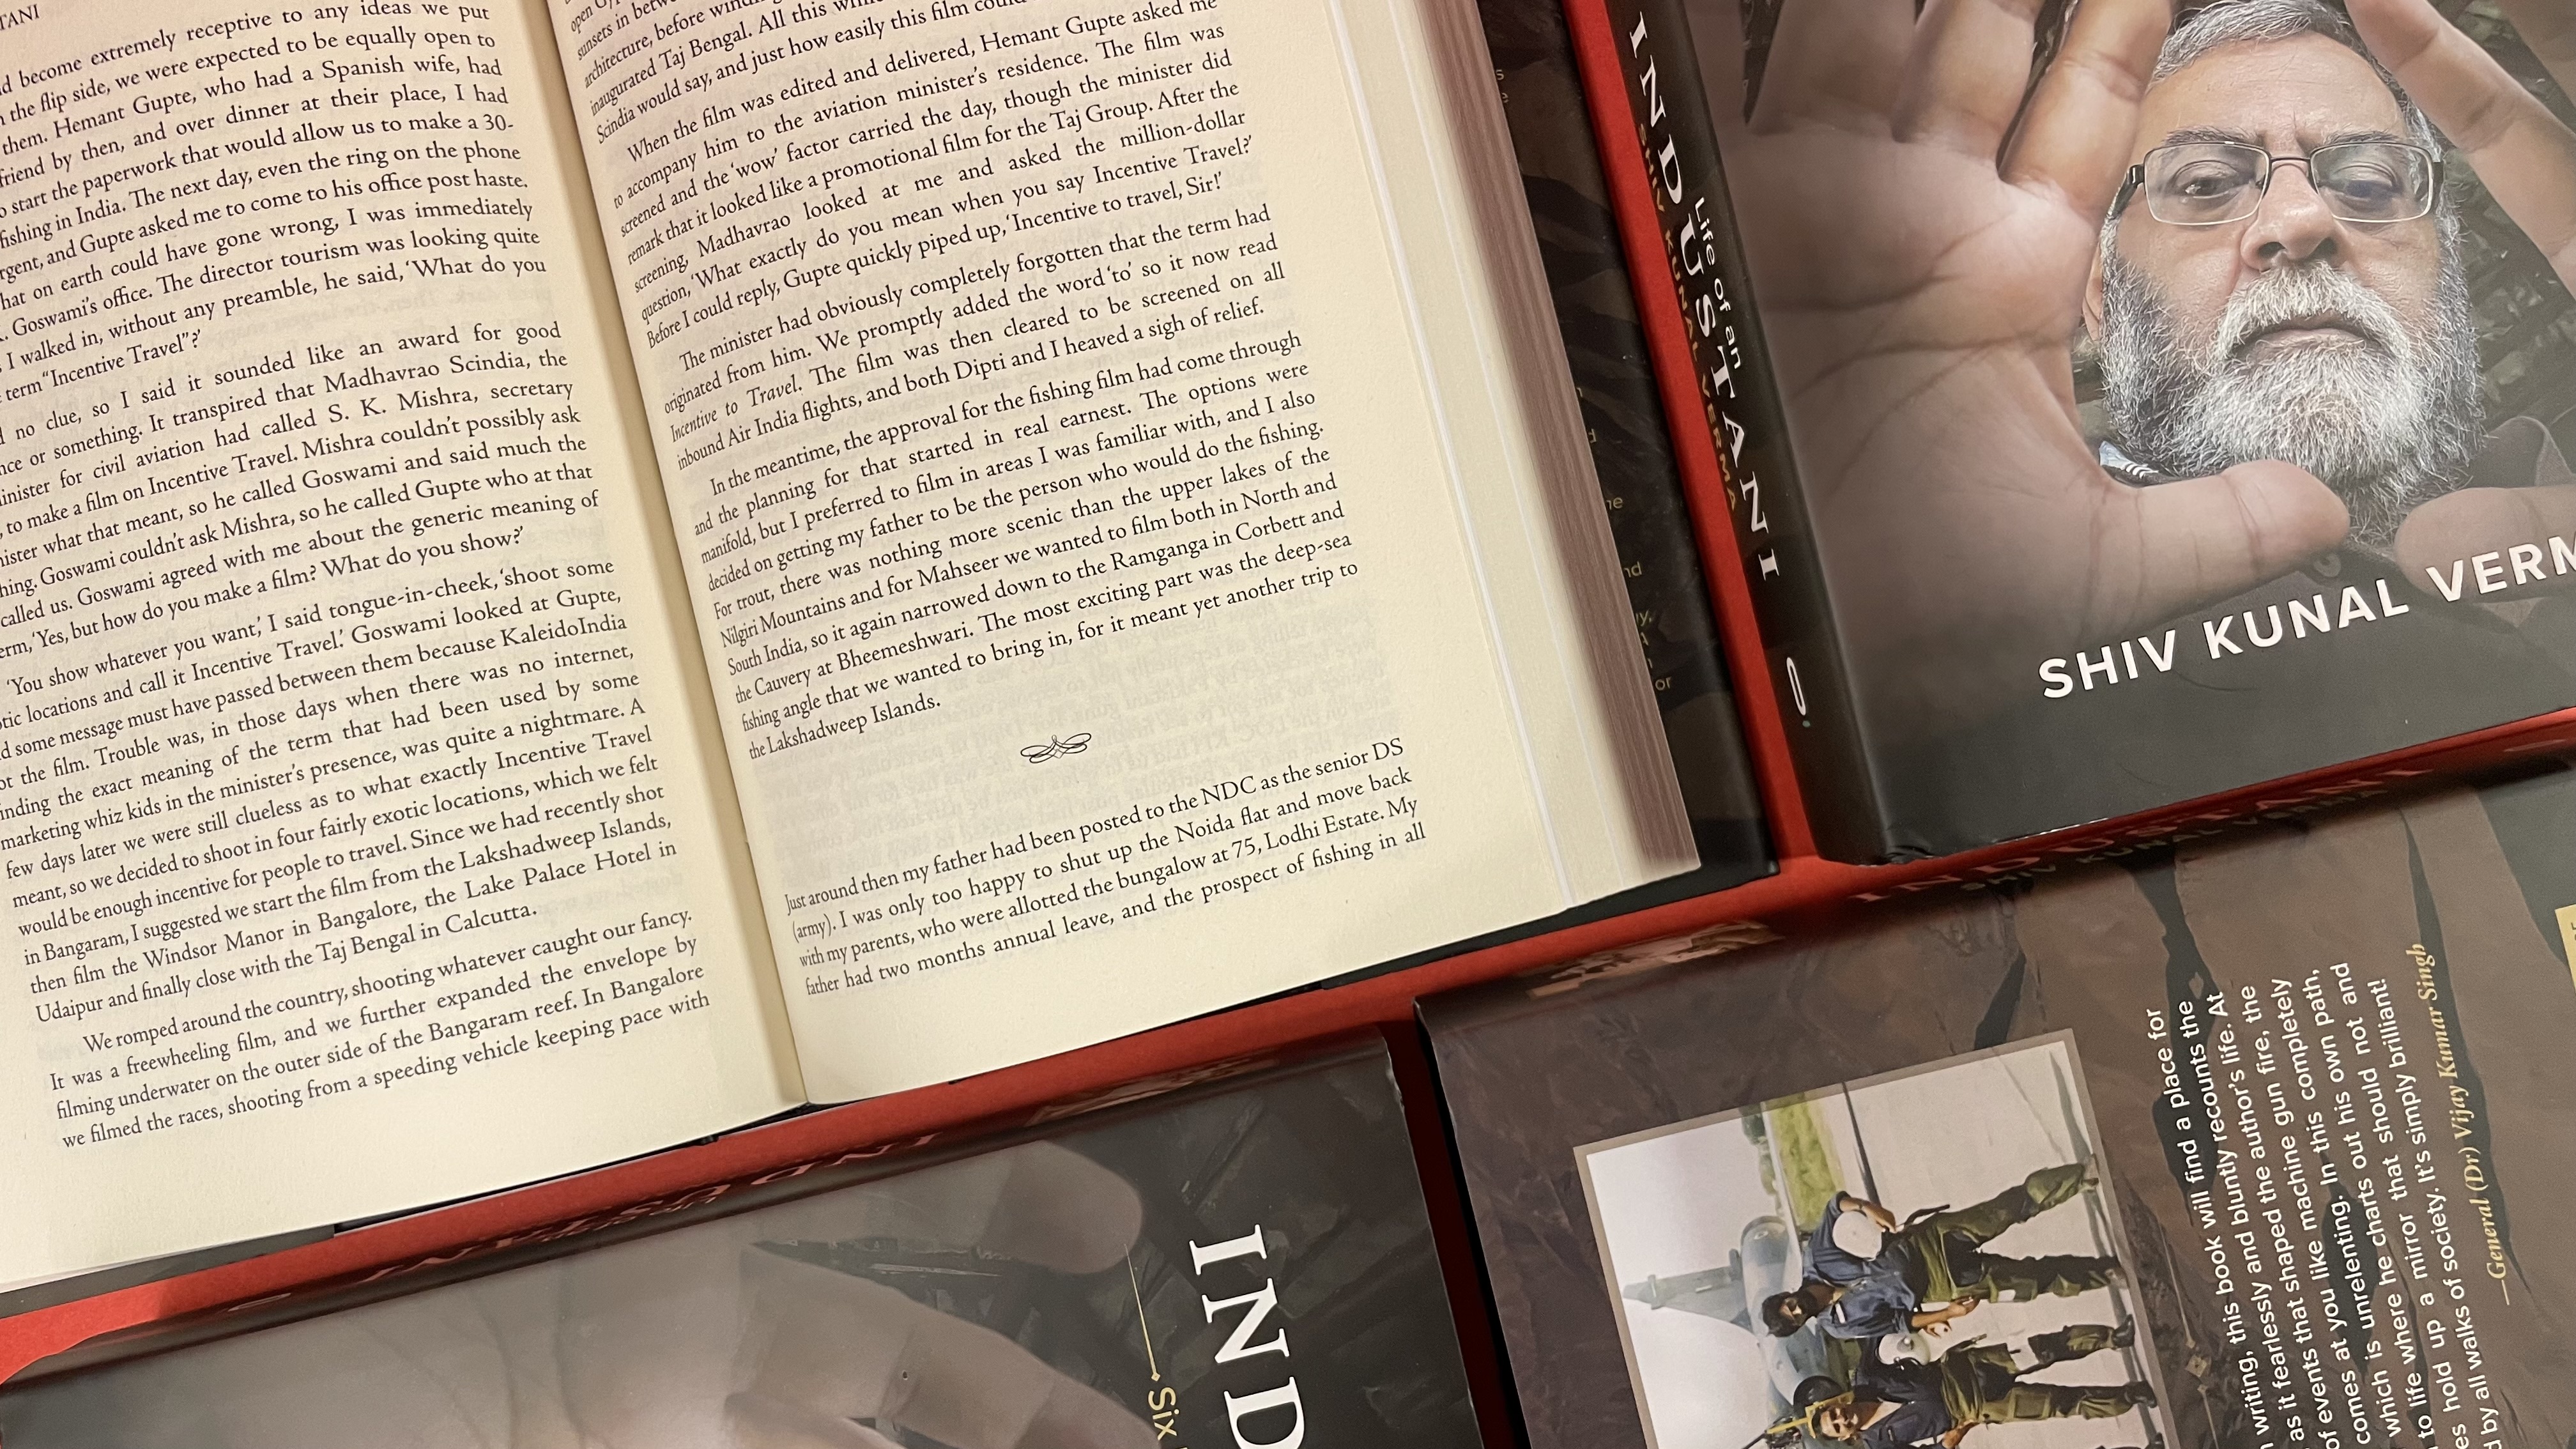 TANI
become extremely receptive to any ideas we put
the flip side, we were expected to be equally open to
them. Hemant Gupte, who had a Spanish wife, had
friend by then, and over dinner at their place, I had
start the paperwork that would allow us to make a 30-
fishing in India. The next day, even the ring on the phone
and Gupte asked me to come to his office post haste.
on earth could have gone wrong, I was immediately
Goswami's office. The director tourism was looking quite
I walked in, without any preamble, he said, 'What do you
term "Incentive Travel"?'
no clue, so I said it sounded like an award for good
or something. It transpired that Madhavrao Scindia, the
for civil aviation had called S. K. Mishra, secretary
to make a film on Incentive Travel. Mishra couldn't possibly ask
what that meant, so he called Goswami and said much the
Goswami couldn't ask Mishra, so he called Gupte who at that
called us. Goswami agreed with me about the generic meaning of
'Yes, but how do you make a film? What do you show?'
'You show whatever you want,' I said tongue-in-cheek, 'shoot some
locations and call it Incentive Travel.' Goswami looked at Gupte,
some message must have passed between them because KaleidoIndia
the film. Trouble was, in those days when there was no internet,
the exact meaning of the term that had been used by some
marketing whiz kids in the minister's presence, was quite a nightmare. A
few days later we were still clueless as to what exactly Incentive Travel
meant, so we decided to shoot in four fairly exotic locations, which we felt
would be enough incentive for people to travel. Since we had recently shot
in Bangaram, I suggested we start the film from the Lakshadweep Islands,
then film the Windsor Manor in Bangalore, the Lake Palace Hotel in
Udaipur and finally close with the Taj Bengal in Calcutta.
We romped around the country, shooting whatever caught our fancy.
It was a freewheeling film, and we further expanded the envelope by
filming underwater on the outer side of the Bangaram reef. In Bangalore
we filmed the races, shooting from a speeding vehicle keeping pace with
open
sunsets in
architecture, before
inaugurated Taj Bengal. All this
Scindia would say, and just how easily this film
When the film was edited and delivered, Hemant Gupte asked me
to accompany him to the aviation minister's residence. The film was
screened and the 'wow' factor carried the day, though the minister did
remark that it looked like a promotional film for the Taj Group. After the
screening, Madhavrao looked at me and asked the million-dollar
question, 'What exactly do you mean when you say Incentive Travel?'
Before I could reply, Gupte quickly piped up, 'Incentive to travel, Sir!'
The minister had obviously completely forgotten that the term had
originated from him. We promptly added the word 'to' so it now read
Incentive to Travel. The film was then cleared to be screened on all
inbound Air India flights, and both Dipti and I heaved a sigh of relief.
In the meantime, the approval for the fishing film had come through
and the planning for that started in real earnest. The options were
manifold, but I preferred to film in areas I was familiar with, and I also
decided on getting my father to be the person who would do the fishing.
For trout, there was nothing more scenic than the upper lakes of the
Nilgiri Mountains and for Mahseer we wanted to film both in North and
South India, so it again narrowed down to the Ramganga in Corbett and
the Cauvery at Bheemeshwari. The most exciting part was the deep-sea
fishing angle that we wanted to bring in, for it meant yet another trip to
the Lakshadweep Islands.
Just around then my father had been posted to the NDC as the senior DS
(army). I was only too happy to shut up the Noida flat and move back
with my parents, who were allotted the bungalow at 75, Lodhi Estate. My
father had two months annual leave, and the prospect of fishing in all
Life of an
INDUSTANI
SHIV KUNAL VERMA
SHIV KUNAL VERM
INDUSTANI
SHIV KUNAL VERMA
INDUSTANI
IND
Six
writing, this book will find a place for
as it fearlessly and bluntly recounts the
of events that shaped the author's life. At
comes at you like machine gun fire, the
which is unrelenting. In this completely
to life where he charts out his own path,
hold up a mirror that should not and
by all walks of society. It's simply brilliant!
—General (Dr) Vijay Kumar Singh